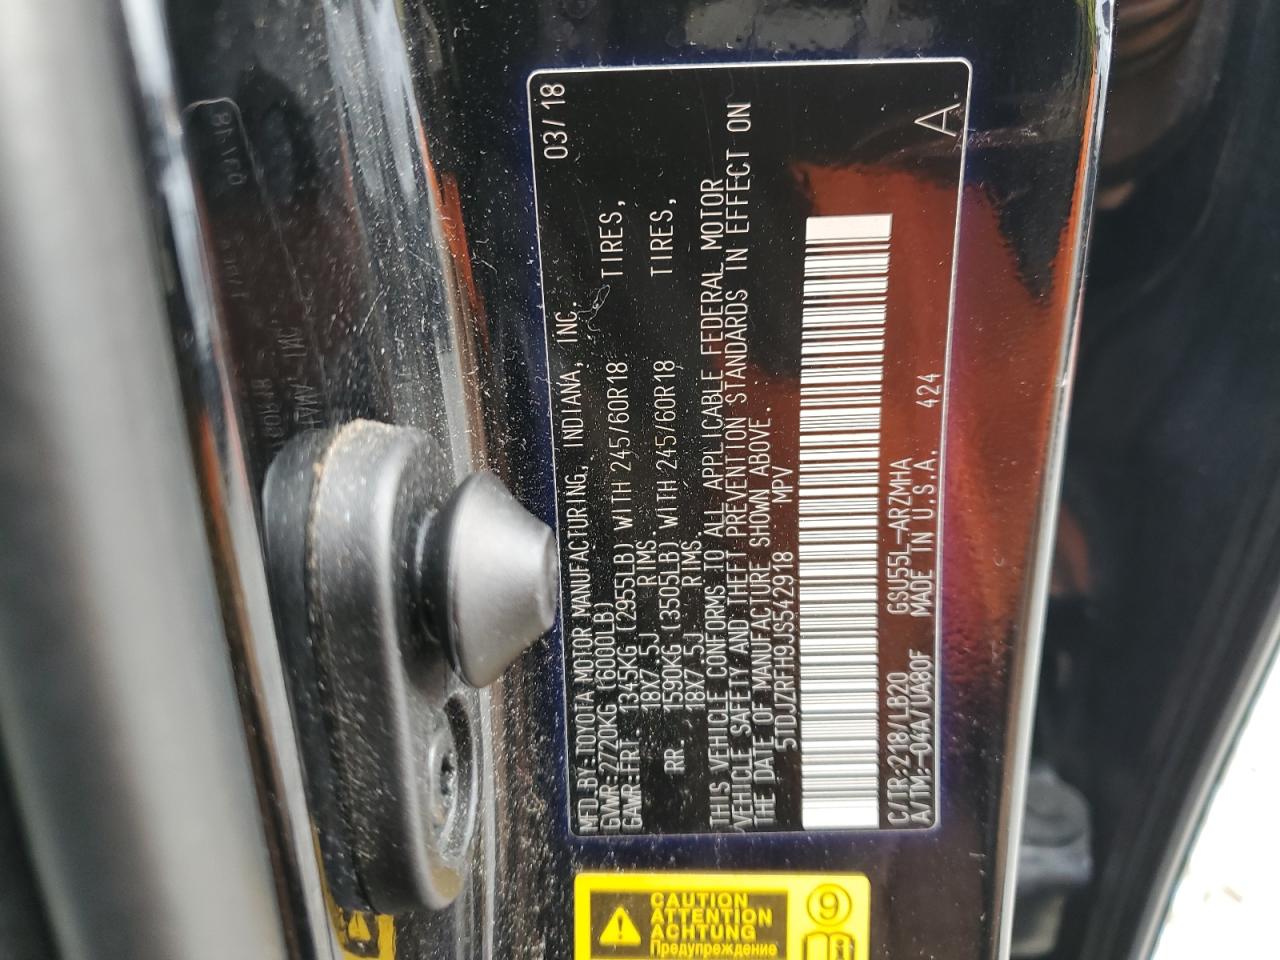 MFD.BY:TOYOTA MOTOR MANUFACTURING, INDIANA, INC. 03/18
GVWR:2720KG (6000LB)
GAWR:FRT. 1345KG (2955LB) WITH 245/60R18 TIRES,
18X7.5J RIMS
RR. 1590KG (3505LB) WITH 245/60R18 TIRES,
18X7.5J RIMS.
THIS VEHICLE CONFORMS TO ALL APPLICABLE FEDERAL MOTOR
VEHICLE SAFETY AND THEFT PREVENTION STANDARDS IN EFFECT ON
THE DATE OF MANUFACTURE SHOWN ABOVE.
5TDJZRFH9JS542918 MPV
C/TR:218/LB20 GSU55L-ARZMHA
A/TM:-04A/UA80F MADE IN U.S.A. 424 A
CAUTION
ATTENTION
ACHTUNG
Предупреждение
9